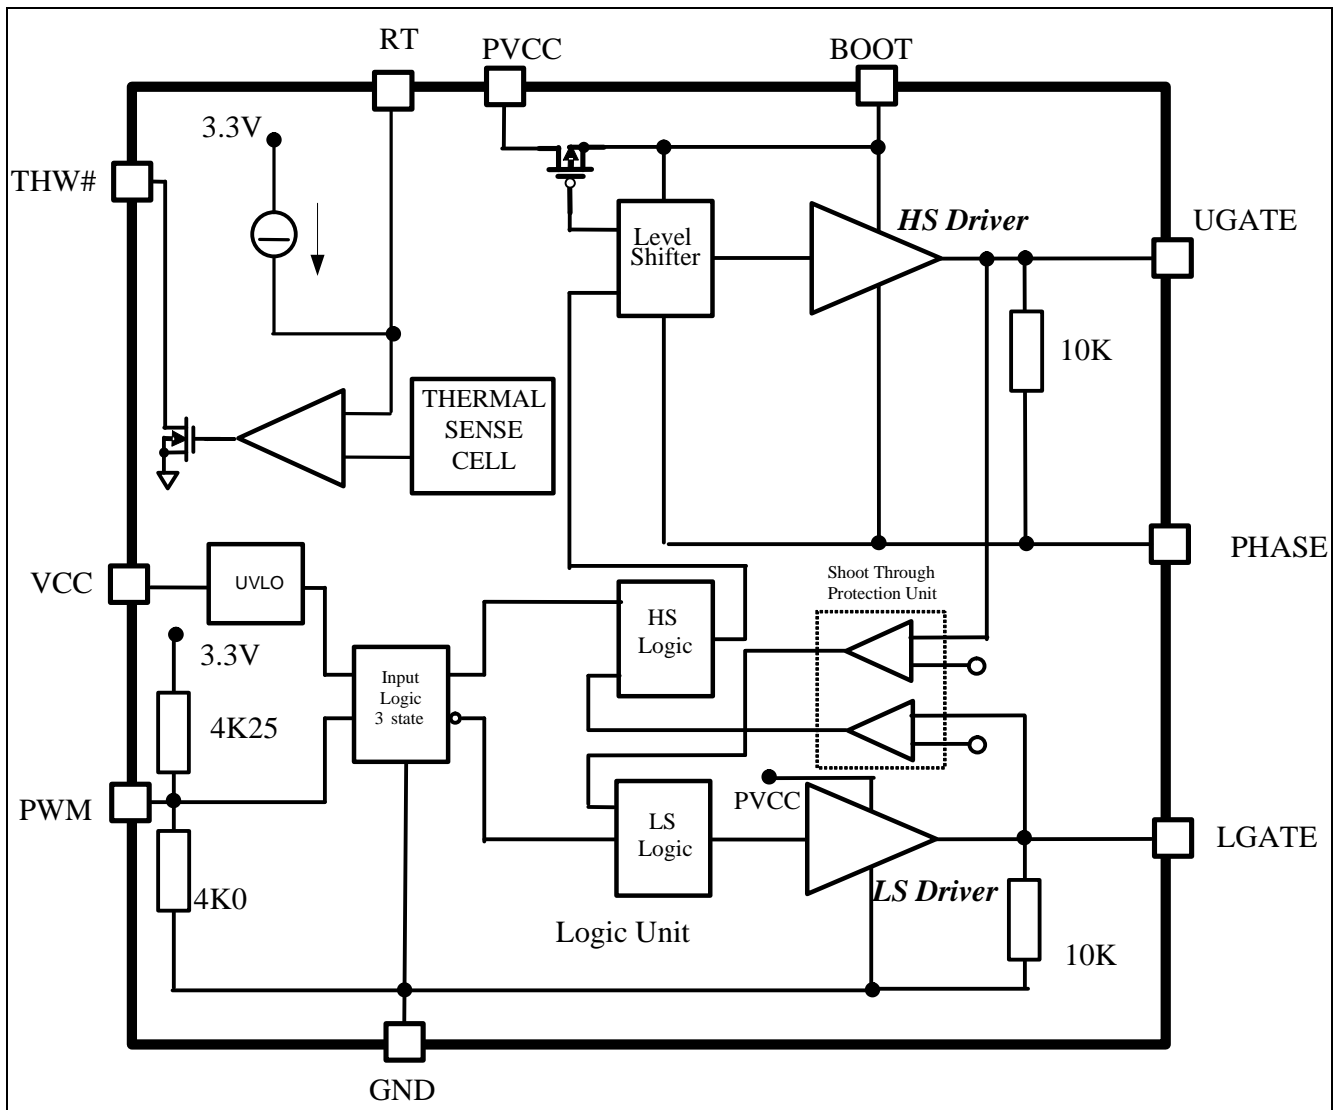 RT
PVCC
BOOT
3.3V
THW#
HS Driver
UGATE
Level
Shifter
10K
THERMAL
SENSE
CELL
PHASE
VCC
UVLO
Shoot Through
Protection Unit
HS
Logic
3.3V
Input
Logic
3 state
4K25
PVCC
PWM
LS
Logic
LGATE
4K0
LS Driver
Logic Unit
10K
GND